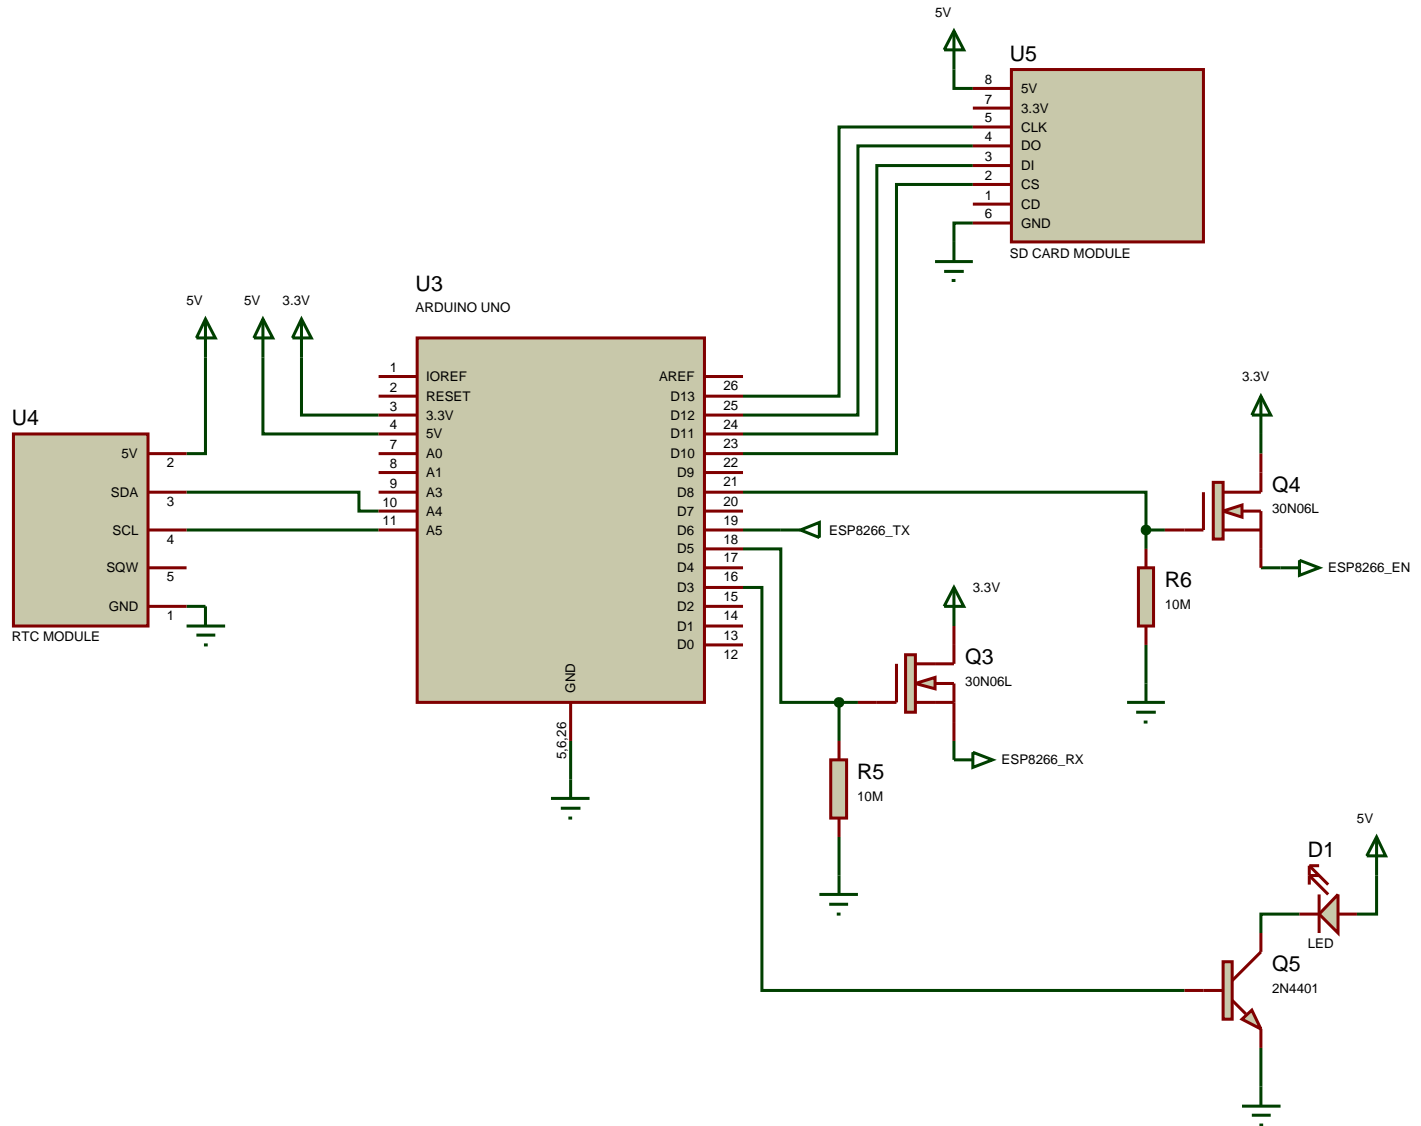 5V
U5
8 5V
7 3.3V
5 CLK
4 DO
3 DI
2 CS
1 CD
6 GND
SD CARD MODULE
U3
ARDUINO UNO
5V 5V 3.3V
1 IOREF AREF 26
2 RESET D13 25
3 3.3V D12 24
4 5V D11 23
7 A0 D10 22
8 A1 D9 21
9 A3 D8 20
10 A4 D7 19
11 A5 D6 18
D5 17
D4 16
D3 15
D2 14
D1 13
D0 12
GND
5,6,26
U4
5V 2
SDA 3
SCL 4
SQW 5
GND 1
RTC MODULE
ESP8266_TX
3.3V
Q4
30N06L
ESP8266_EN
R6
10M
3.3V
Q3
30N06L
ESP8266_RX
R5
10M
5V
D1
LED
Q5
2N4401